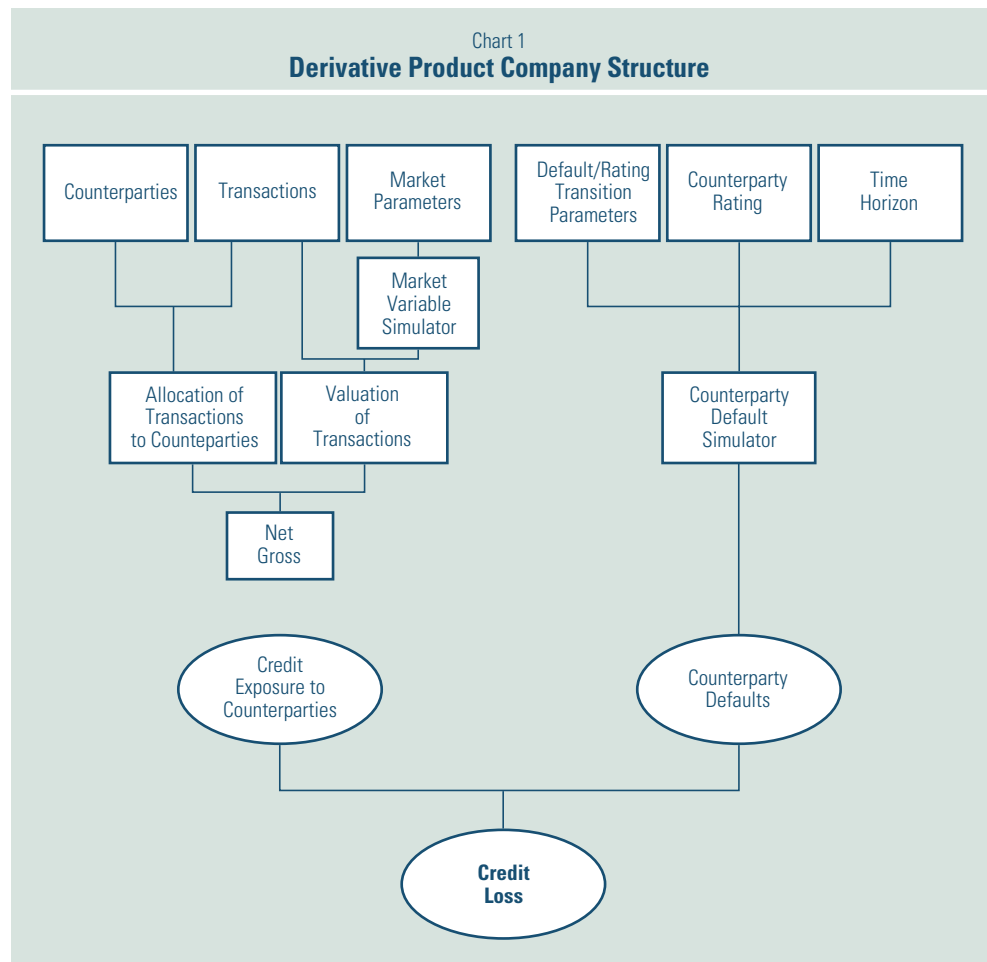 Chart 1
Derivative Product Company Structure
Counterparties
Transactions
Market
Parameters
Default/Rating
Transition
Parameters
Counterparty
Rating
Time
Horizon
Market
Variable
Simulator
Allocation of
Transactions
to Counteparties
Valuation
of
Transactions
Counterparty
Default
Simulator
Net
Gross
Credit
Exposure to
Counterparties
Counterparty
Defaults
Credit
Loss